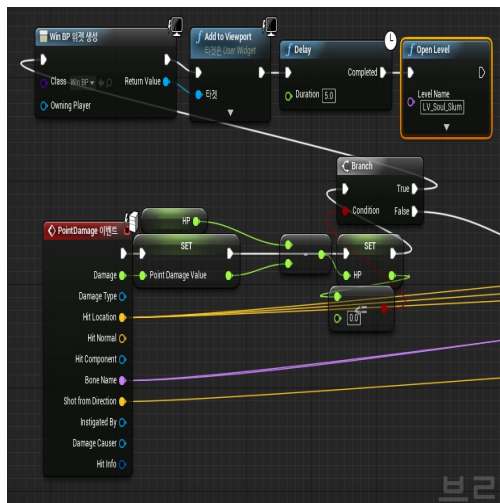 Win BP 위젯 생성
Class Win BP
Return Value
Owning Player
Add to Viewport
타겟은 User Widget
타겟
Delay
Completed
Duration 5.0
Open Level
Level Name
LV_Soul_Slum
Branch
True
Condition
False
PointDamage 이벤트
HP
SET
SET
Damage
Point Damage Value
-
HP
Damage Type
<=
0.0
Hit Location
Hit Normal
Hit Component
Bone Name
Shot from Direction
Instigated By
Damage Causer
Hit Info